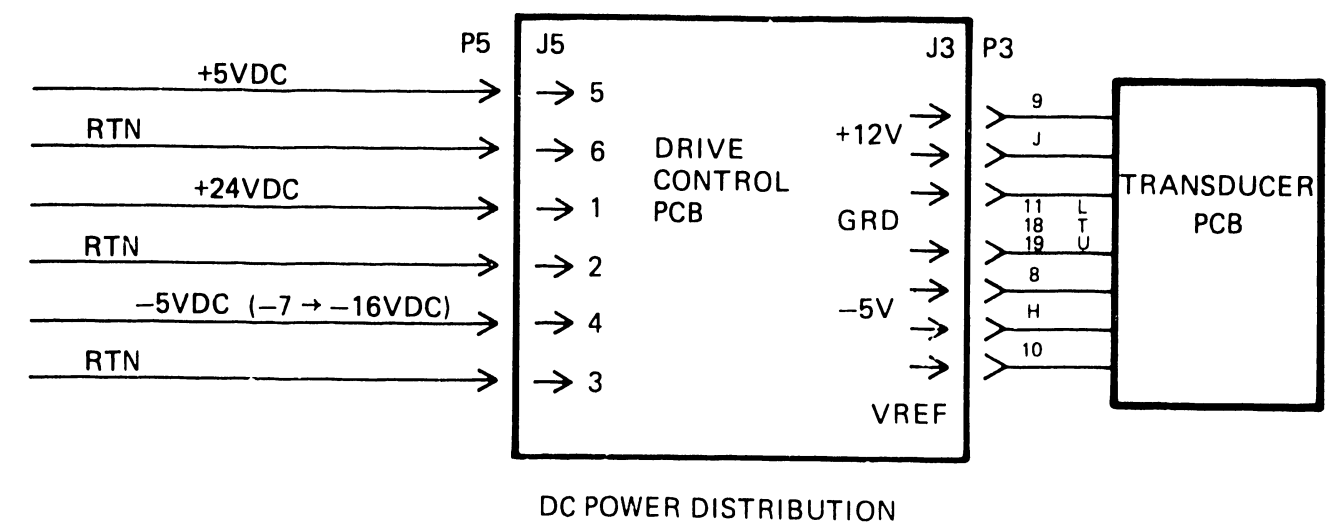 P5
J5
J3
P3
+5VDC
5
RTN
6
+24VDC
1
RTN
2
−5VDC (−7 → −16VDC)
4
RTN
3
DRIVE
CONTROL
PCB
+12V
GRD
−5V
VREF
9
J
11 L
18 T
19 U
8
H
10
TRANSDUCER
PCB
DC POWER DISTRIBUTION